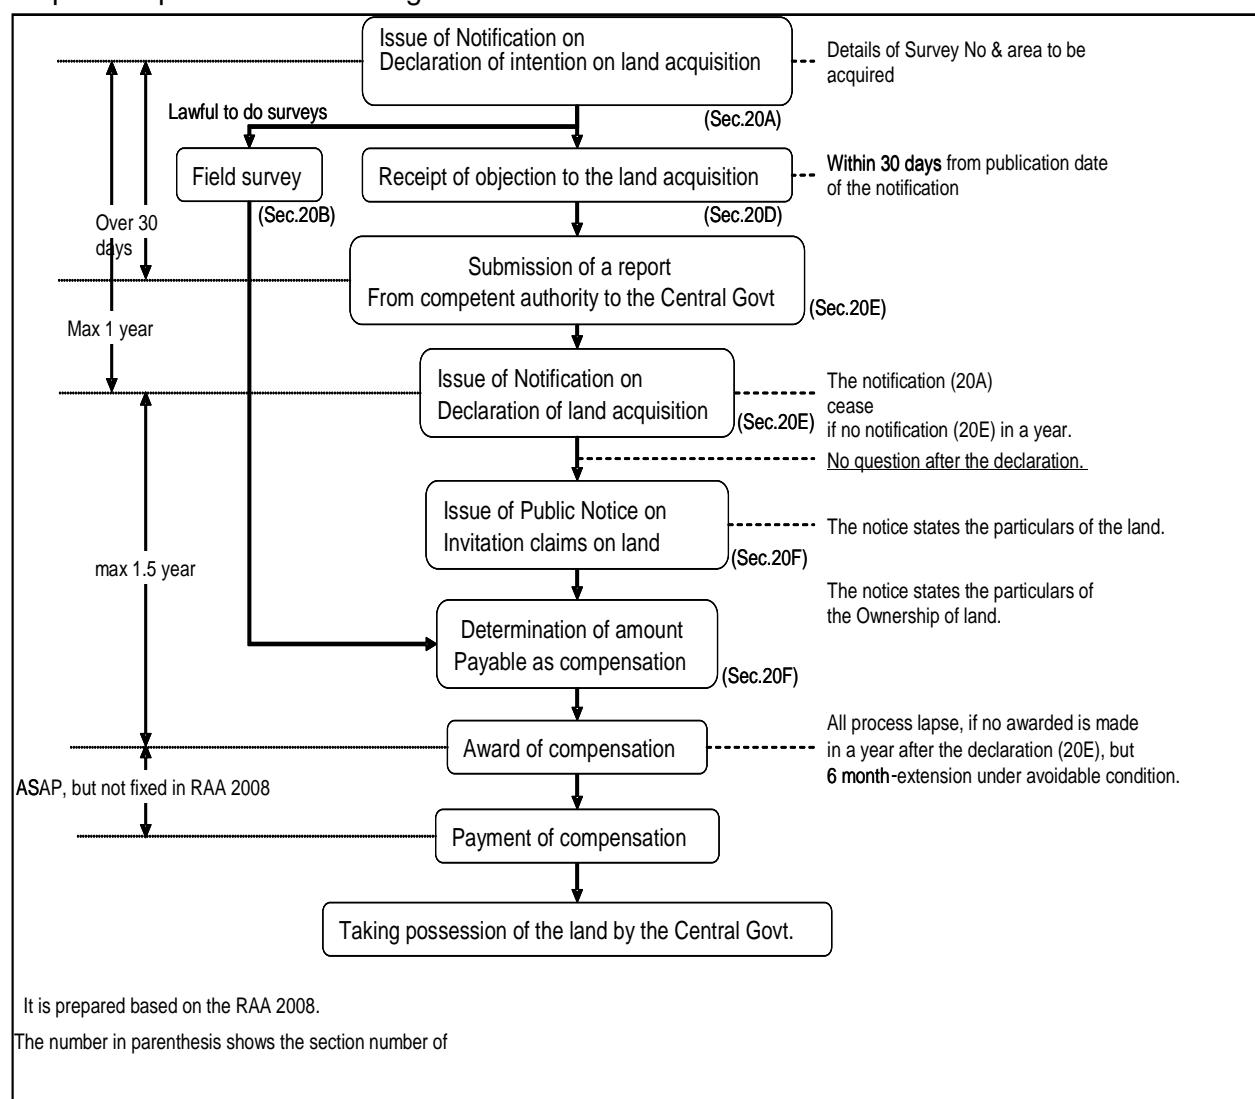 Issue of Notification on
Declaration of intention on land acquisition
Details of Survey No & area to be
acquired
(Sec.20A)
Lawful to do surveys
Field survey
(Sec.20B)
Receipt of objection to the land acquisition
(Sec.20D)
Within 30 days from publication date
of the notification
Over 30
days
Submission of a report
From competent authority to the Central Govt
(Sec.20E)
Max 1 year
Issue of Notification on
Declaration of land acquisition
(Sec.20E)
The notification (20A)
cease
if no notification (20E) in a year.
No question after the declaration.
Issue of Public Notice on
Invitation claims on land
(Sec.20F)
The notice states the particulars of the land.
max 1.5 year
The notice states the particulars of
the Ownership of land.
Determination of amount
Payable as compensation
(Sec.20F)
Award of compensation
All process lapse, if no awarded is made
in a year after the declaration (20E), but
6 month-extension under avoidable condition.
ASAP, but not fixed in RAA 2008
Payment of compensation
Taking possession of the land by the Central Govt.
It is prepared based on the RAA 2008.
The number in parenthesis shows the section number of